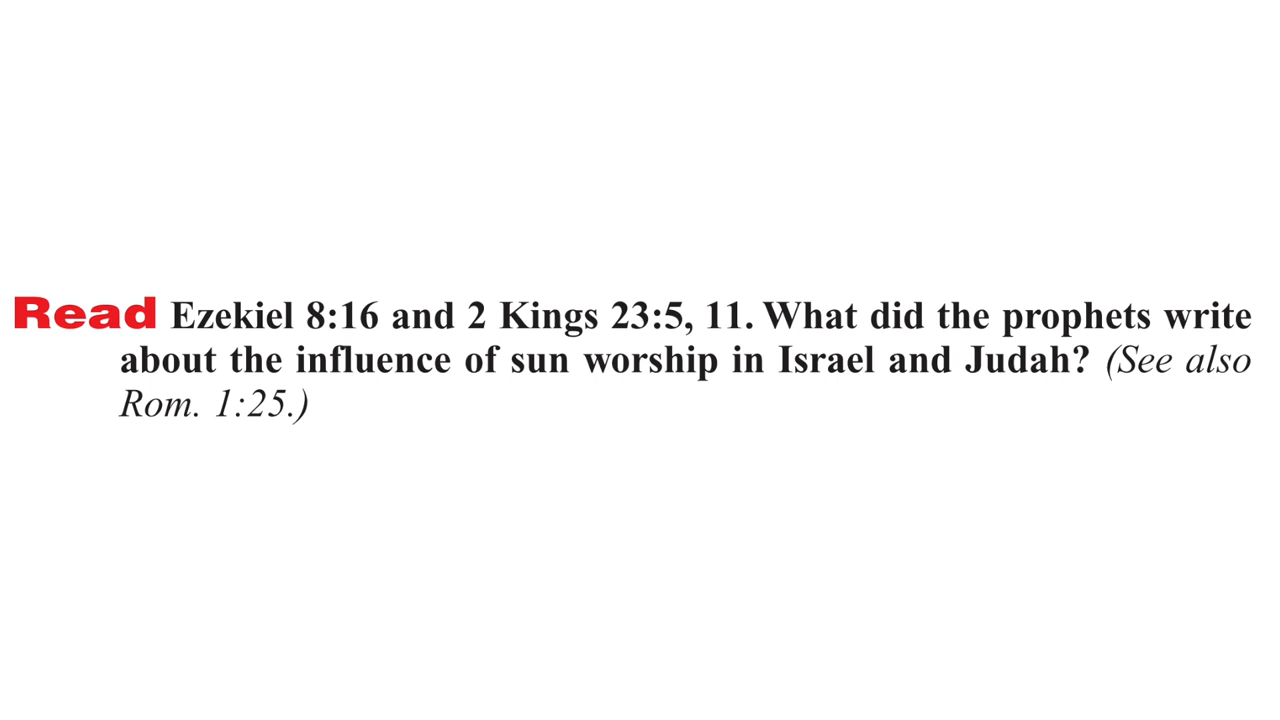 Read Ezekiel 8:16 and 2 Kings 23:5, 11. What did the prophets write
about the influence of sun worship in Israel and Judah? (See also
Rom. 1:25.)